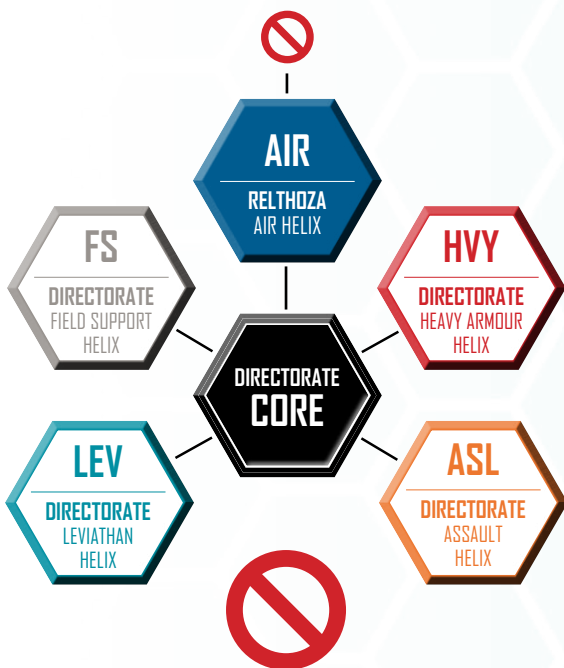 AIR
RELTHOZA
AIR HELIX
FS
DIRECTORATE
FIELD SUPPORT
HELIX
HVY
DIRECTORATE
HEAVY ARMOUR
HELIX
DIRECTORATE
CORE
LEV
DIRECTORATE
LEVIATHAN
HELIX
ASL
DIRECTORATE
ASSAULT
HELIX